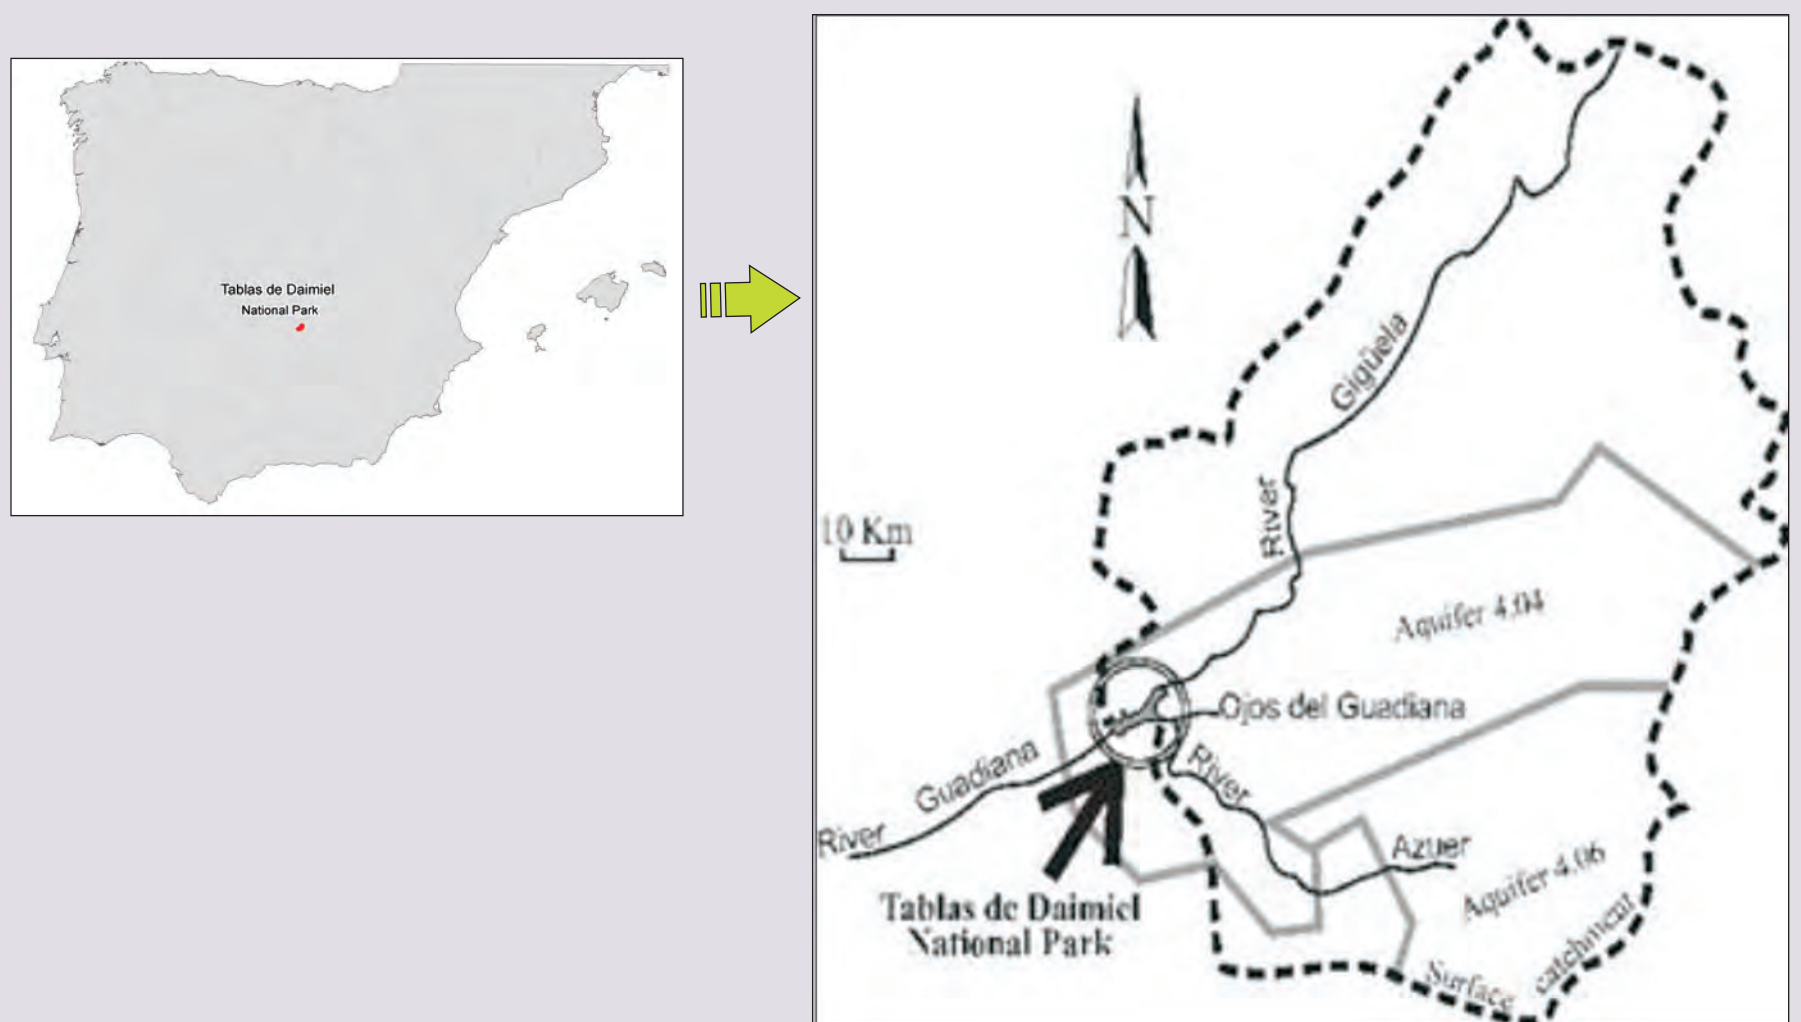 Tablas de Daimiel
National Park
N
Gigüela
River
10 Km
Aquifer 4.04
Ojos del Guadiana
Guadiana
River
River
Azuer
Aquifer 4.06
Tablas de Daimiel
National Park
Surface
catchment